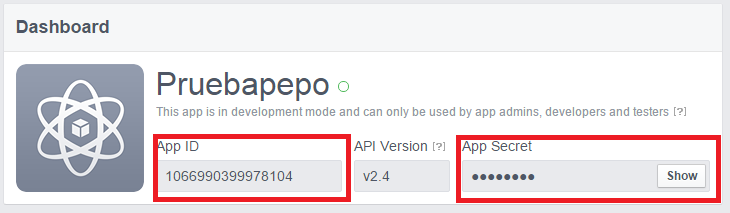 Dashboard
Pruebapepo
This app is in development mode and can only be used by app admins, developers and testers [?]
App ID API Version [?] App Secret
1066990399978104 v2.4 ●●●●●●●● Show